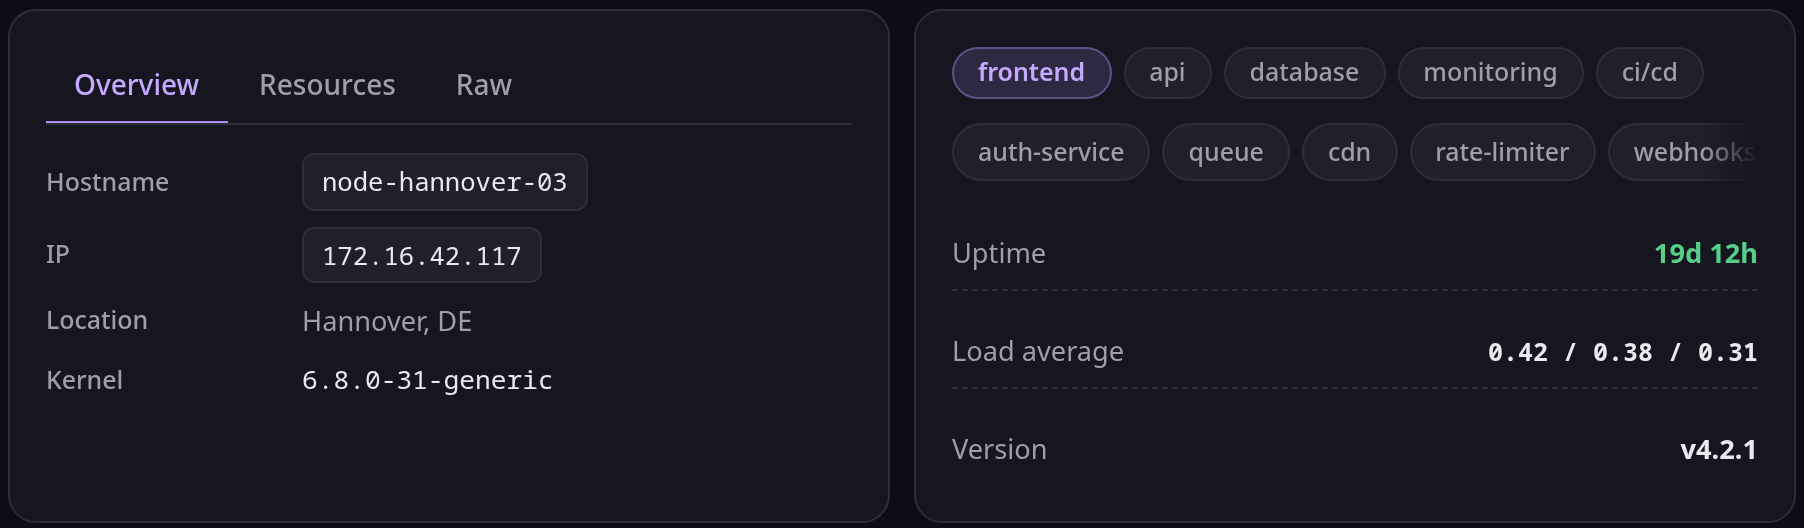 Overview Resources Raw
Hostname node-hannover-03
IP 172.16.42.117
Location Hannover, DE
Kernel 6.8.0-31-generic
frontend api database monitoring ci/cd
auth-service queue cdn rate-limiter webhooks
Uptime 19d 12h
Load average 0.42 / 0.38 / 0.31
Version v4.2.1